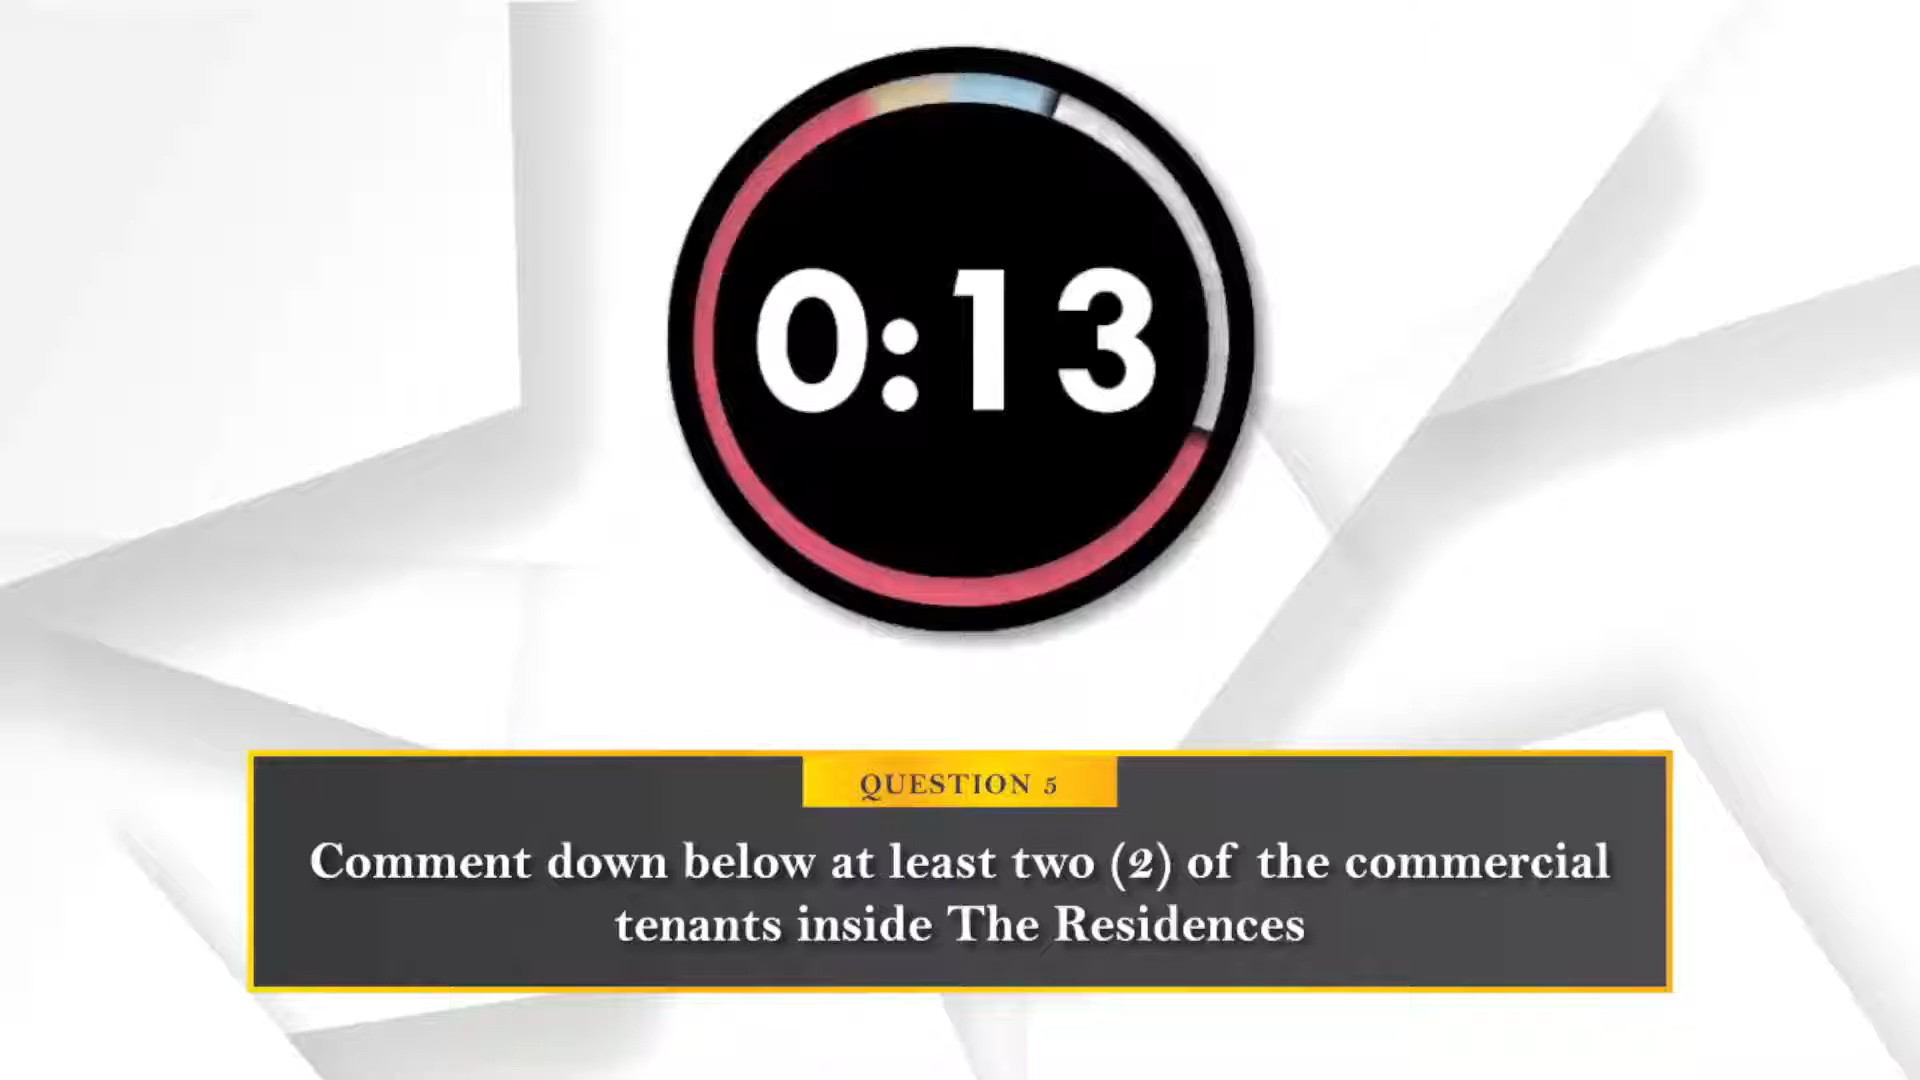 0:13
QUESTION 5
Comment down below at least two (2) of the commercial
tenants inside The Residences